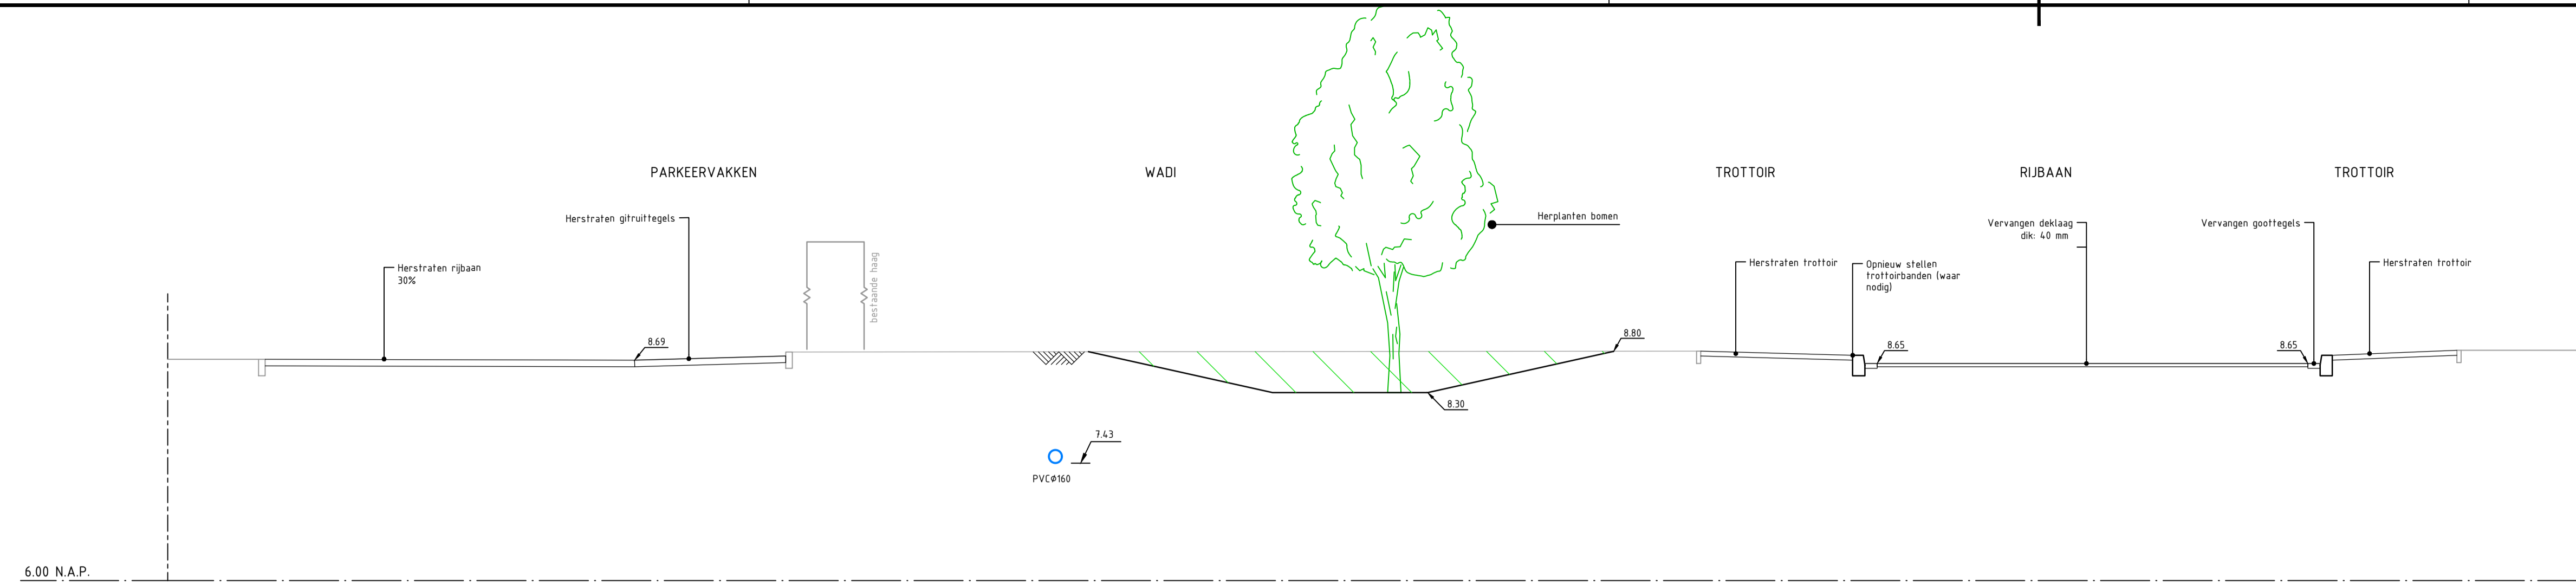 PARKEERVAKKEN
WADI
TROTTOIR
RIJBAAN
TROTTOIR
Herstraten gitruittegels
Herplanten bomen
Vervangen deklaag
dik: 40 mm
Vervangen goottegels
Herstraten rijbaan
30%
bestaande haag
Herstraten trottoir
Opnieuw stellen
trottoirbanden (waar
nodig)
Herstraten trottoir
8.69
8.80
8.65
8.65
8.30
7.43
PVCØ160
6.00 N.A.P.